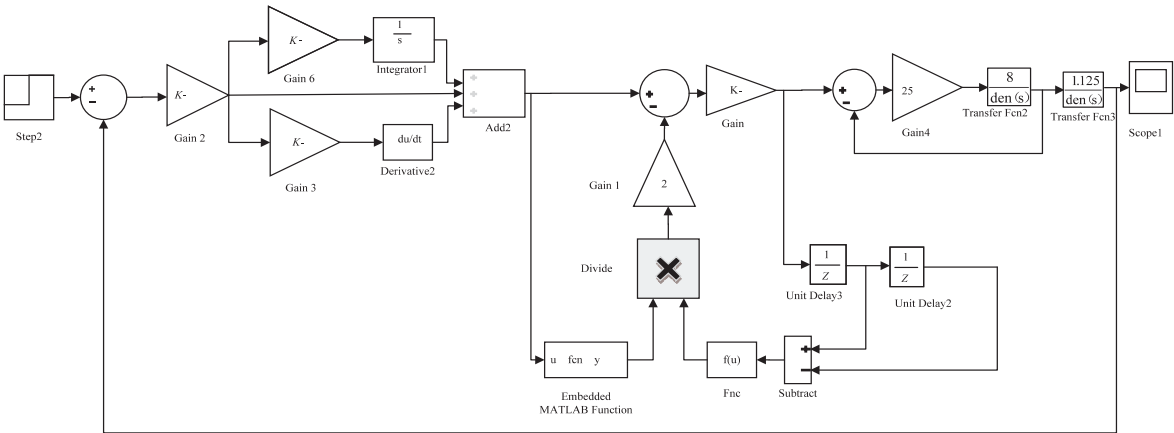 Step2
+
−
K-
Gain 2
K-
Gain 6
1
s
Integrator1
K-
Gain 3
du/dt
Derivative2
+
+
+
Add2
+
−
K-
Gain
+
−
25
Gain4
8
den(s)
Transfer Fcn2
1.125
den(s)
Transfer Fcn3
Scope1
Gain 1
2
Divide
×
1
Z
Unit Delay3
1
Z
Unit Delay2
u fcn y
Embedded
MATLAB Function
f(u)
Fnc
+
−
Subtract